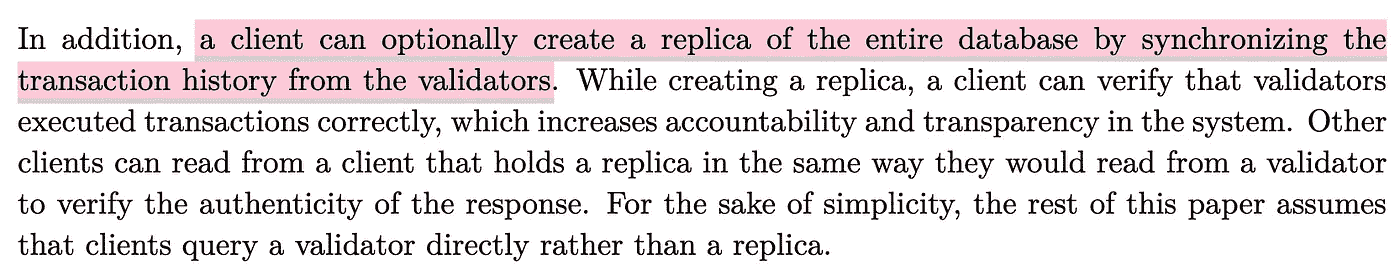 In addition, a client can optionally create a replica of the entire database by synchronizing the
transaction history from the validators. While creating a replica, a client can verify that validators
executed transactions correctly, which increases accountability and transparency in the system. Other
clients can read from a client that holds a replica in the same way they would read from a validator
to verify the authenticity of the response. For the sake of simplicity, the rest of this paper assumes
that clients query a validator directly rather than a replica.